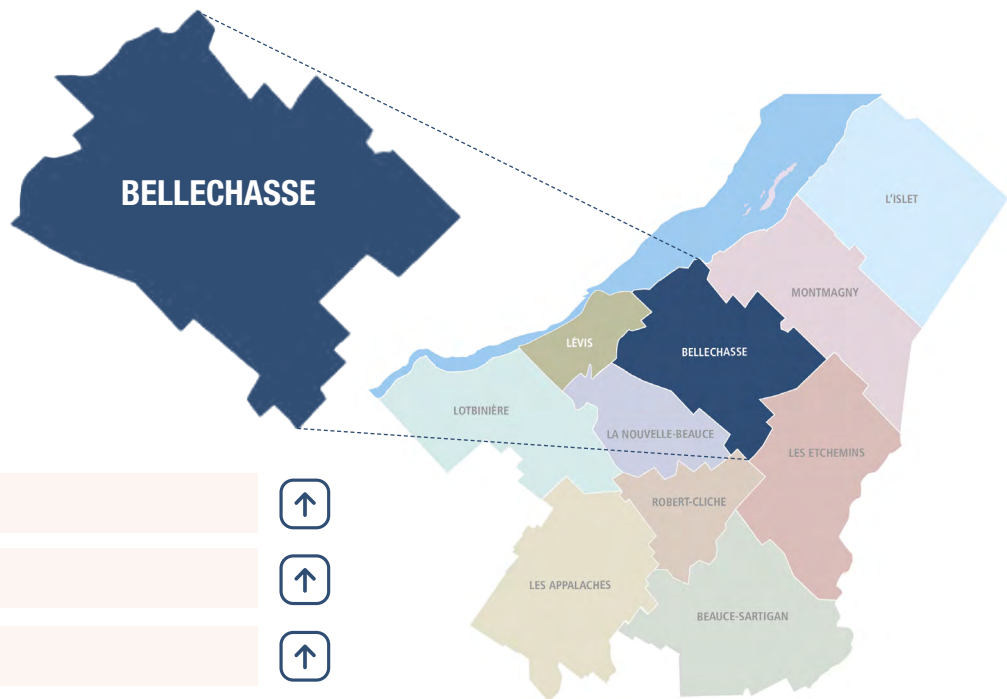 BELLECHASSE
L'ISLET
MONTMAGNY
LÉVIS
BELLECHASSE
LOTBINIÈRE
LA NOUVELLE-BEAUCE
LES ETCHEMINS
ROBERT-CLICHE
LES APPALACHES
BEAUCE-SARTIGAN